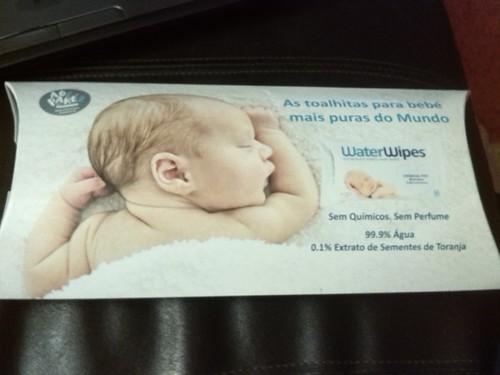 As toalhitas para bebé
mais puras do Mundo
WaterWipes
Sem Químicos. Sem Perfume
99.9% Água
0.1% Extrato de Sementes de Toranja